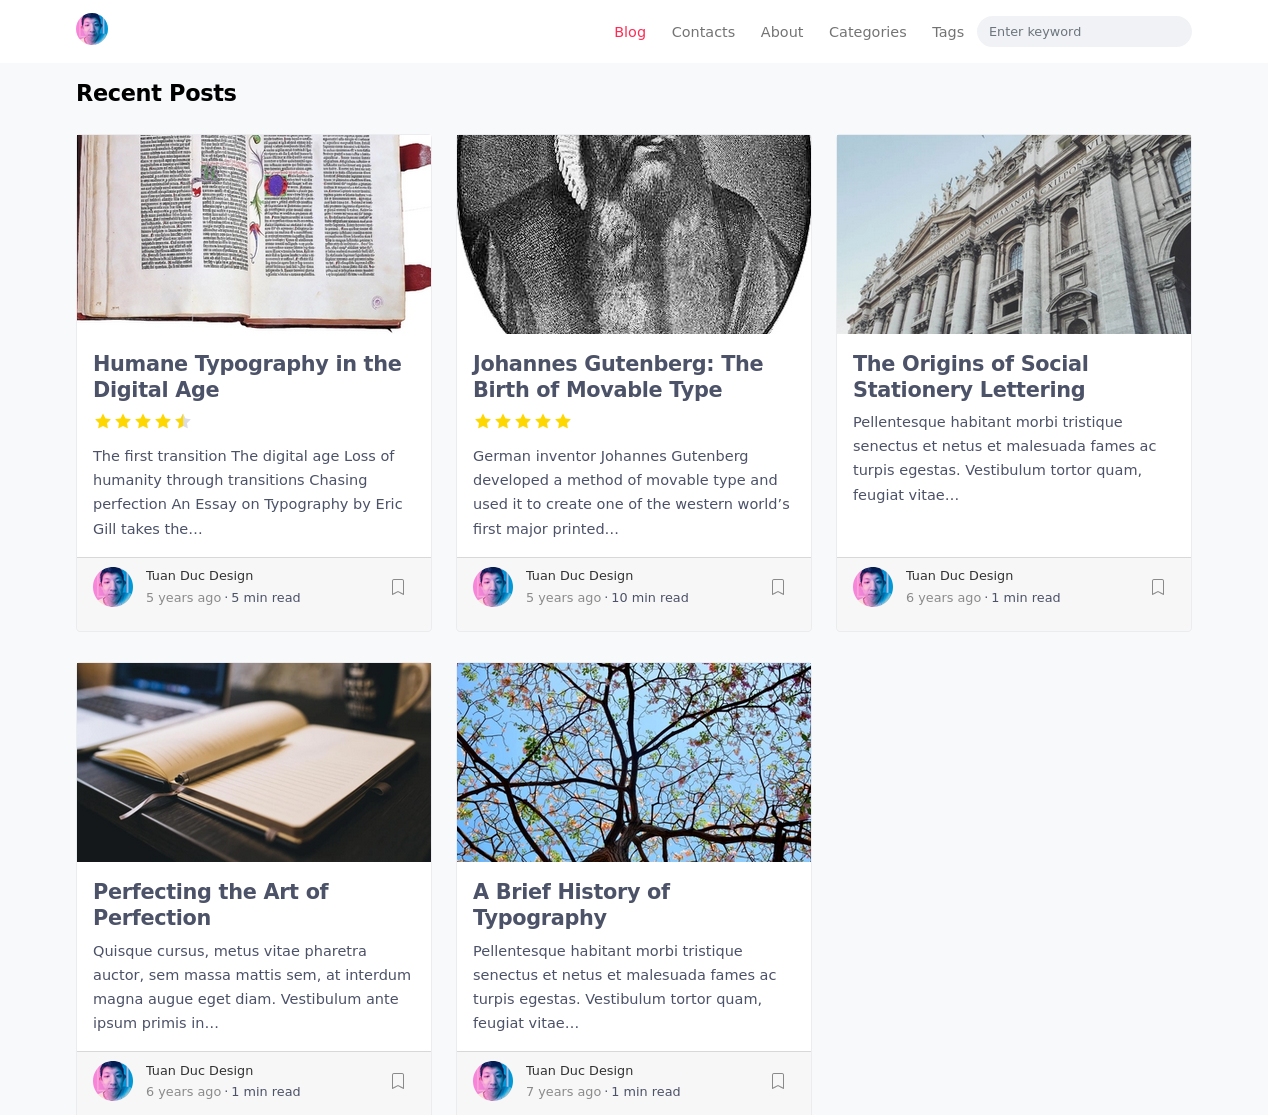 Blog Contacts About Categories Tags Enter keyword
Recent Posts
Humane Typography in the
Digital Age
The first transition The digital age Loss of
humanity through transitions Chasing
perfection An Essay on Typography by Eric
Gill takes the…
Tuan Duc Design
5 years ago · 5 min read
Johannes Gutenberg: The
Birth of Movable Type
German inventor Johannes Gutenberg
developed a method of movable type and
used it to create one of the western world’s
first major printed…
Tuan Duc Design
5 years ago · 10 min read
The Origins of Social
Stationery Lettering
Pellentesque habitant morbi tristique
senectus et netus et malesuada fames ac
turpis egestas. Vestibulum tortor quam,
feugiat vitae…
Tuan Duc Design
6 years ago · 1 min read
Perfecting the Art of
Perfection
Quisque cursus, metus vitae pharetra
auctor, sem massa mattis sem, at interdum
magna augue eget diam. Vestibulum ante
ipsum primis in…
Tuan Duc Design
6 years ago · 1 min read
A Brief History of
Typography
Pellentesque habitant morbi tristique
senectus et netus et malesuada fames ac
turpis egestas. Vestibulum tortor quam,
feugiat vitae…
Tuan Duc Design
7 years ago · 1 min read